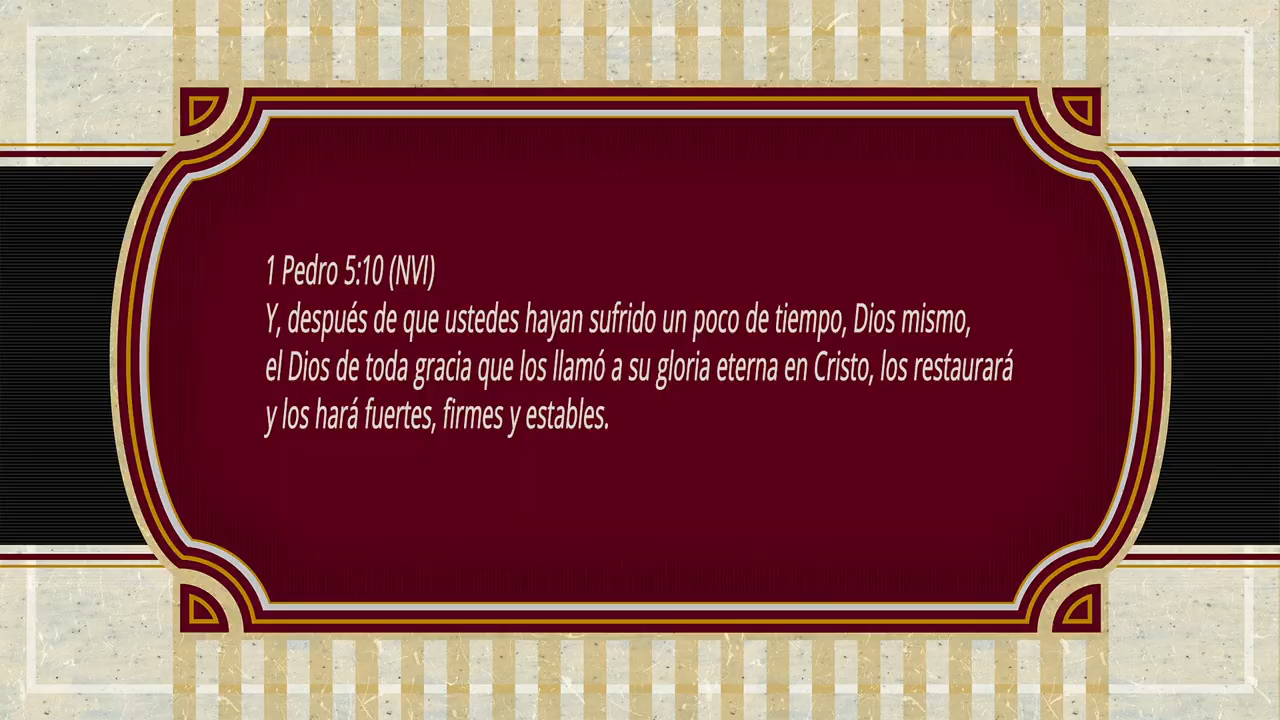 1 Pedro 5:10 (NVI)
Y, después de que ustedes hayan sufrido un poco de tiempo, Dios mismo,
el Dios de toda gracia que los llamó a su gloria eterna en Cristo, los restaurará
y los hará fuertes, firmes y estables.